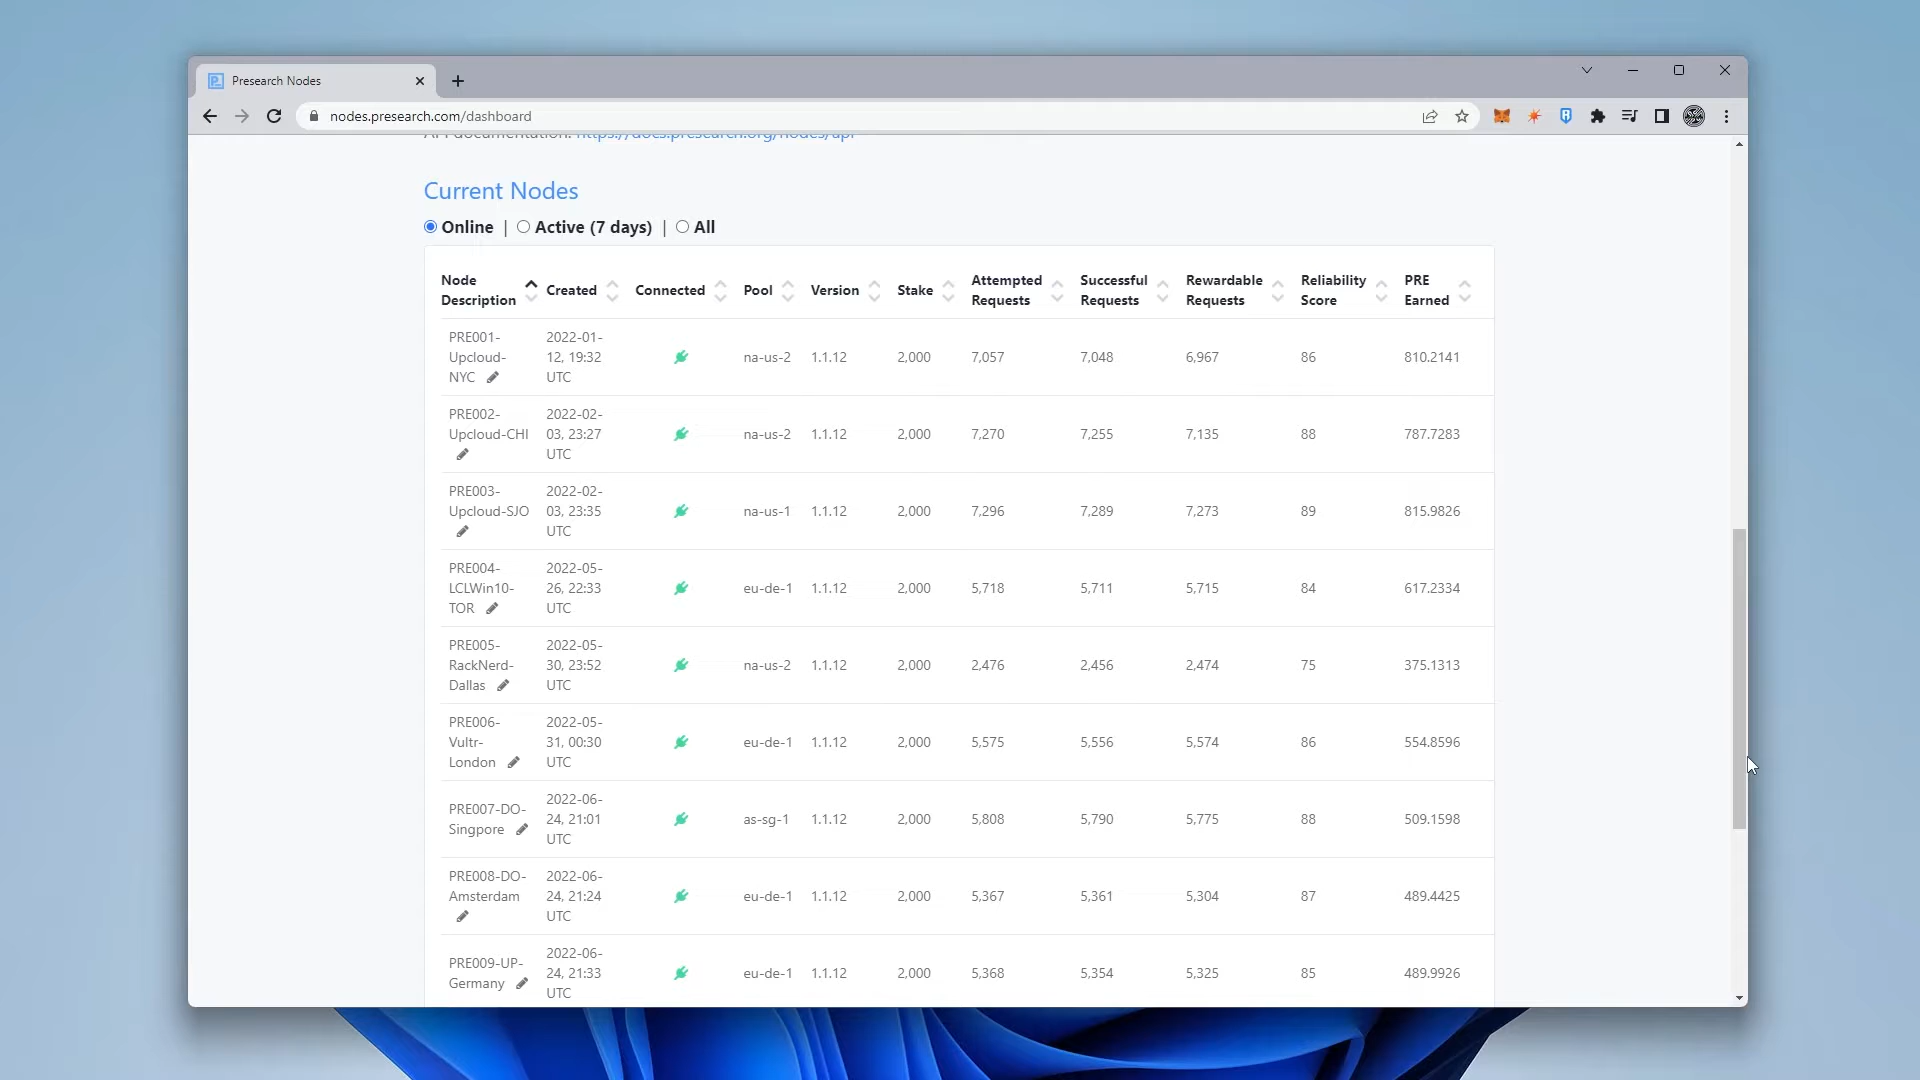 Presearch Nodes
nodes.presearch.com/dashboard
API documentation: https://docs.presearch.org/nodes/api
Current Nodes
Online | Active (7 days) | All
Node Description Created Connected Pool Version Stake Attempted Requests Successful Requests Rewardable Requests Reliability Score PRE Earned
PRE001-Upcloud-NYC 2022-01-12, 19:32 UTC na-us-2 1.1.12 2,000 7,057 7,048 6,967 86 810.2141
PRE002-Upcloud-CHI 2022-02-03, 23:27 UTC na-us-2 1.1.12 2,000 7,270 7,255 7,135 88 787.7283
PRE003-Upcloud-SJO 2022-02-03, 23:35 UTC na-us-1 1.1.12 2,000 7,296 7,289 7,273 89 815.9826
PRE004-LCLWin10-TOR 2022-05-26, 22:33 UTC eu-de-1 1.1.12 2,000 5,718 5,711 5,715 84 617.2334
PRE005-RackNerd-Dallas 2022-05-30, 23:52 UTC na-us-2 1.1.12 2,000 2,476 2,456 2,474 75 375.1313
PRE006-Vultr-London 2022-05-31, 00:30 UTC eu-de-1 1.1.12 2,000 5,575 5,556 5,574 86 554.8596
PRE007-DO-Singpore 2022-06-24, 21:01 UTC as-sg-1 1.1.12 2,000 5,808 5,790 5,775 88 509.1598
PRE008-DO-Amsterdam 2022-06-24, 21:24 UTC eu-de-1 1.1.12 2,000 5,367 5,361 5,304 87 489.4425
PRE009-UP-Germany 2022-06-24, 21:33 UTC eu-de-1 1.1.12 2,000 5,368 5,354 5,325 85 489.9926